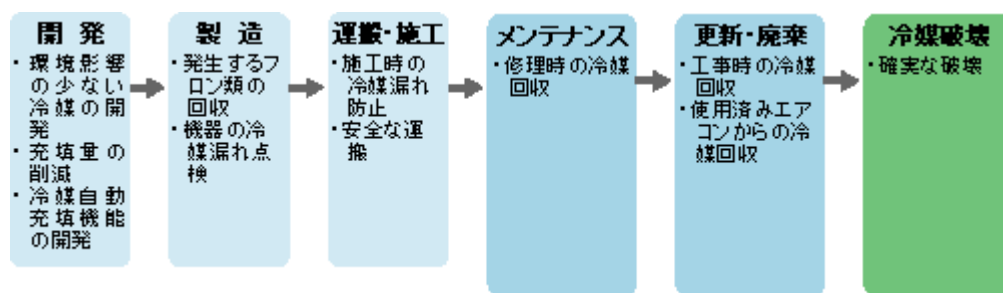 開発
・環境影響
の少ない
冷媒の開
発
・充填量の
削減
・冷媒自動
充填機能
の開発
製造
・発生するフ
ロン類の
回収
・機器の冷
媒漏れ点
検
運搬・施工
・施工時の
冷媒漏れ
防止
・安全な運
搬
メンテナンス
・修理時の冷媒
回収
更新・廃棄
・工事時の冷媒
回収
・使用済みエア
コンからの冷
媒回収
冷媒破壊
・確実な破壊